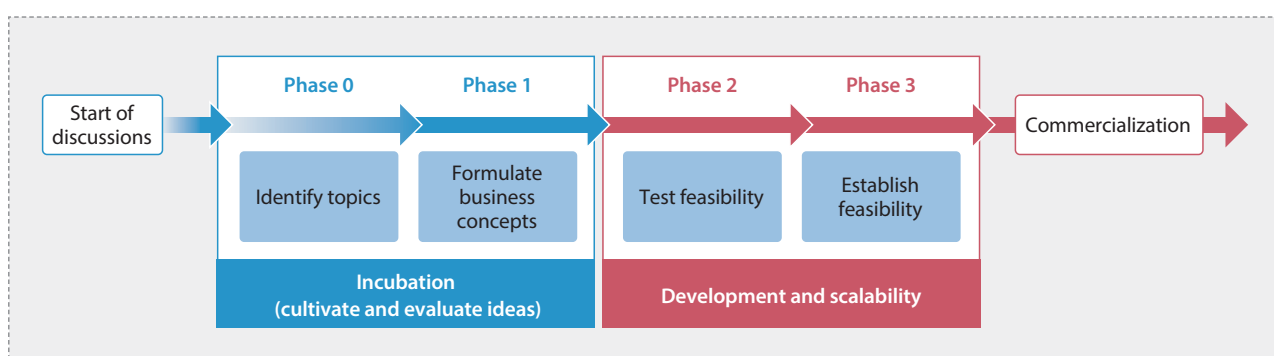 Phase 0
Phase 1
Phase 2
Phase 3
Start of
discussions
Commercialization
Identify topics
Formulate
business
concepts
Test feasibility
Establish
feasibility
Incubation
(cultivate and evaluate ideas)
Development and scalability